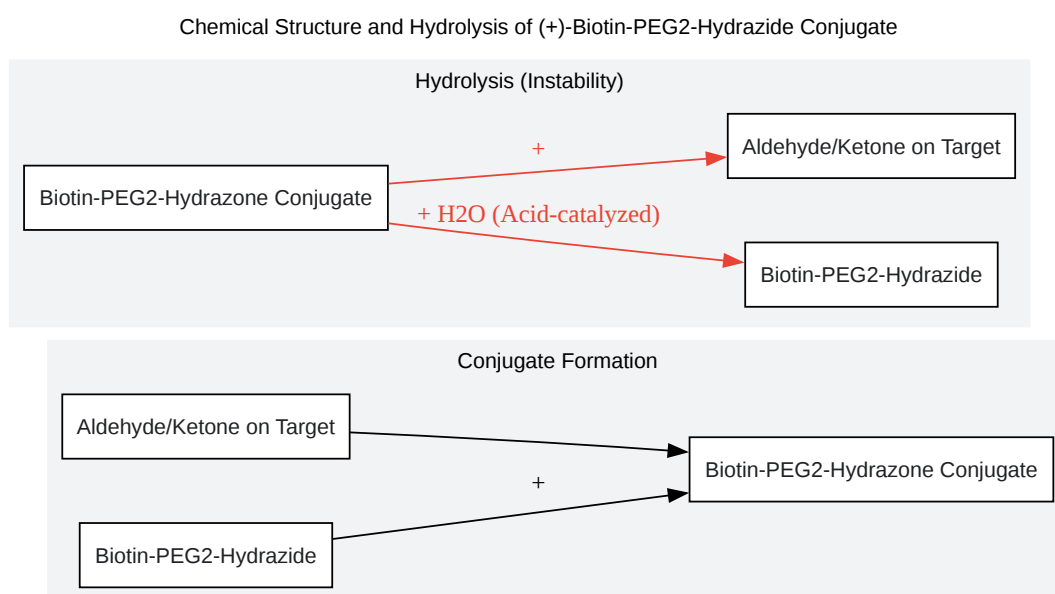 Chemical Structure and Hydrolysis of (+)-Biotin-PEG2-Hydrazide Conjugate
Hydrolysis (Instability)
+
Aldehyde/Ketone on Target
Biotin-PEG2-Hydrazone Conjugate
+ H2O (Acid-catalyzed)
Biotin-PEG2-Hydrazide
Conjugate Formation
Aldehyde/Ketone on Target
Biotin-PEG2-Hydrazone Conjugate
+
Biotin-PEG2-Hydrazide